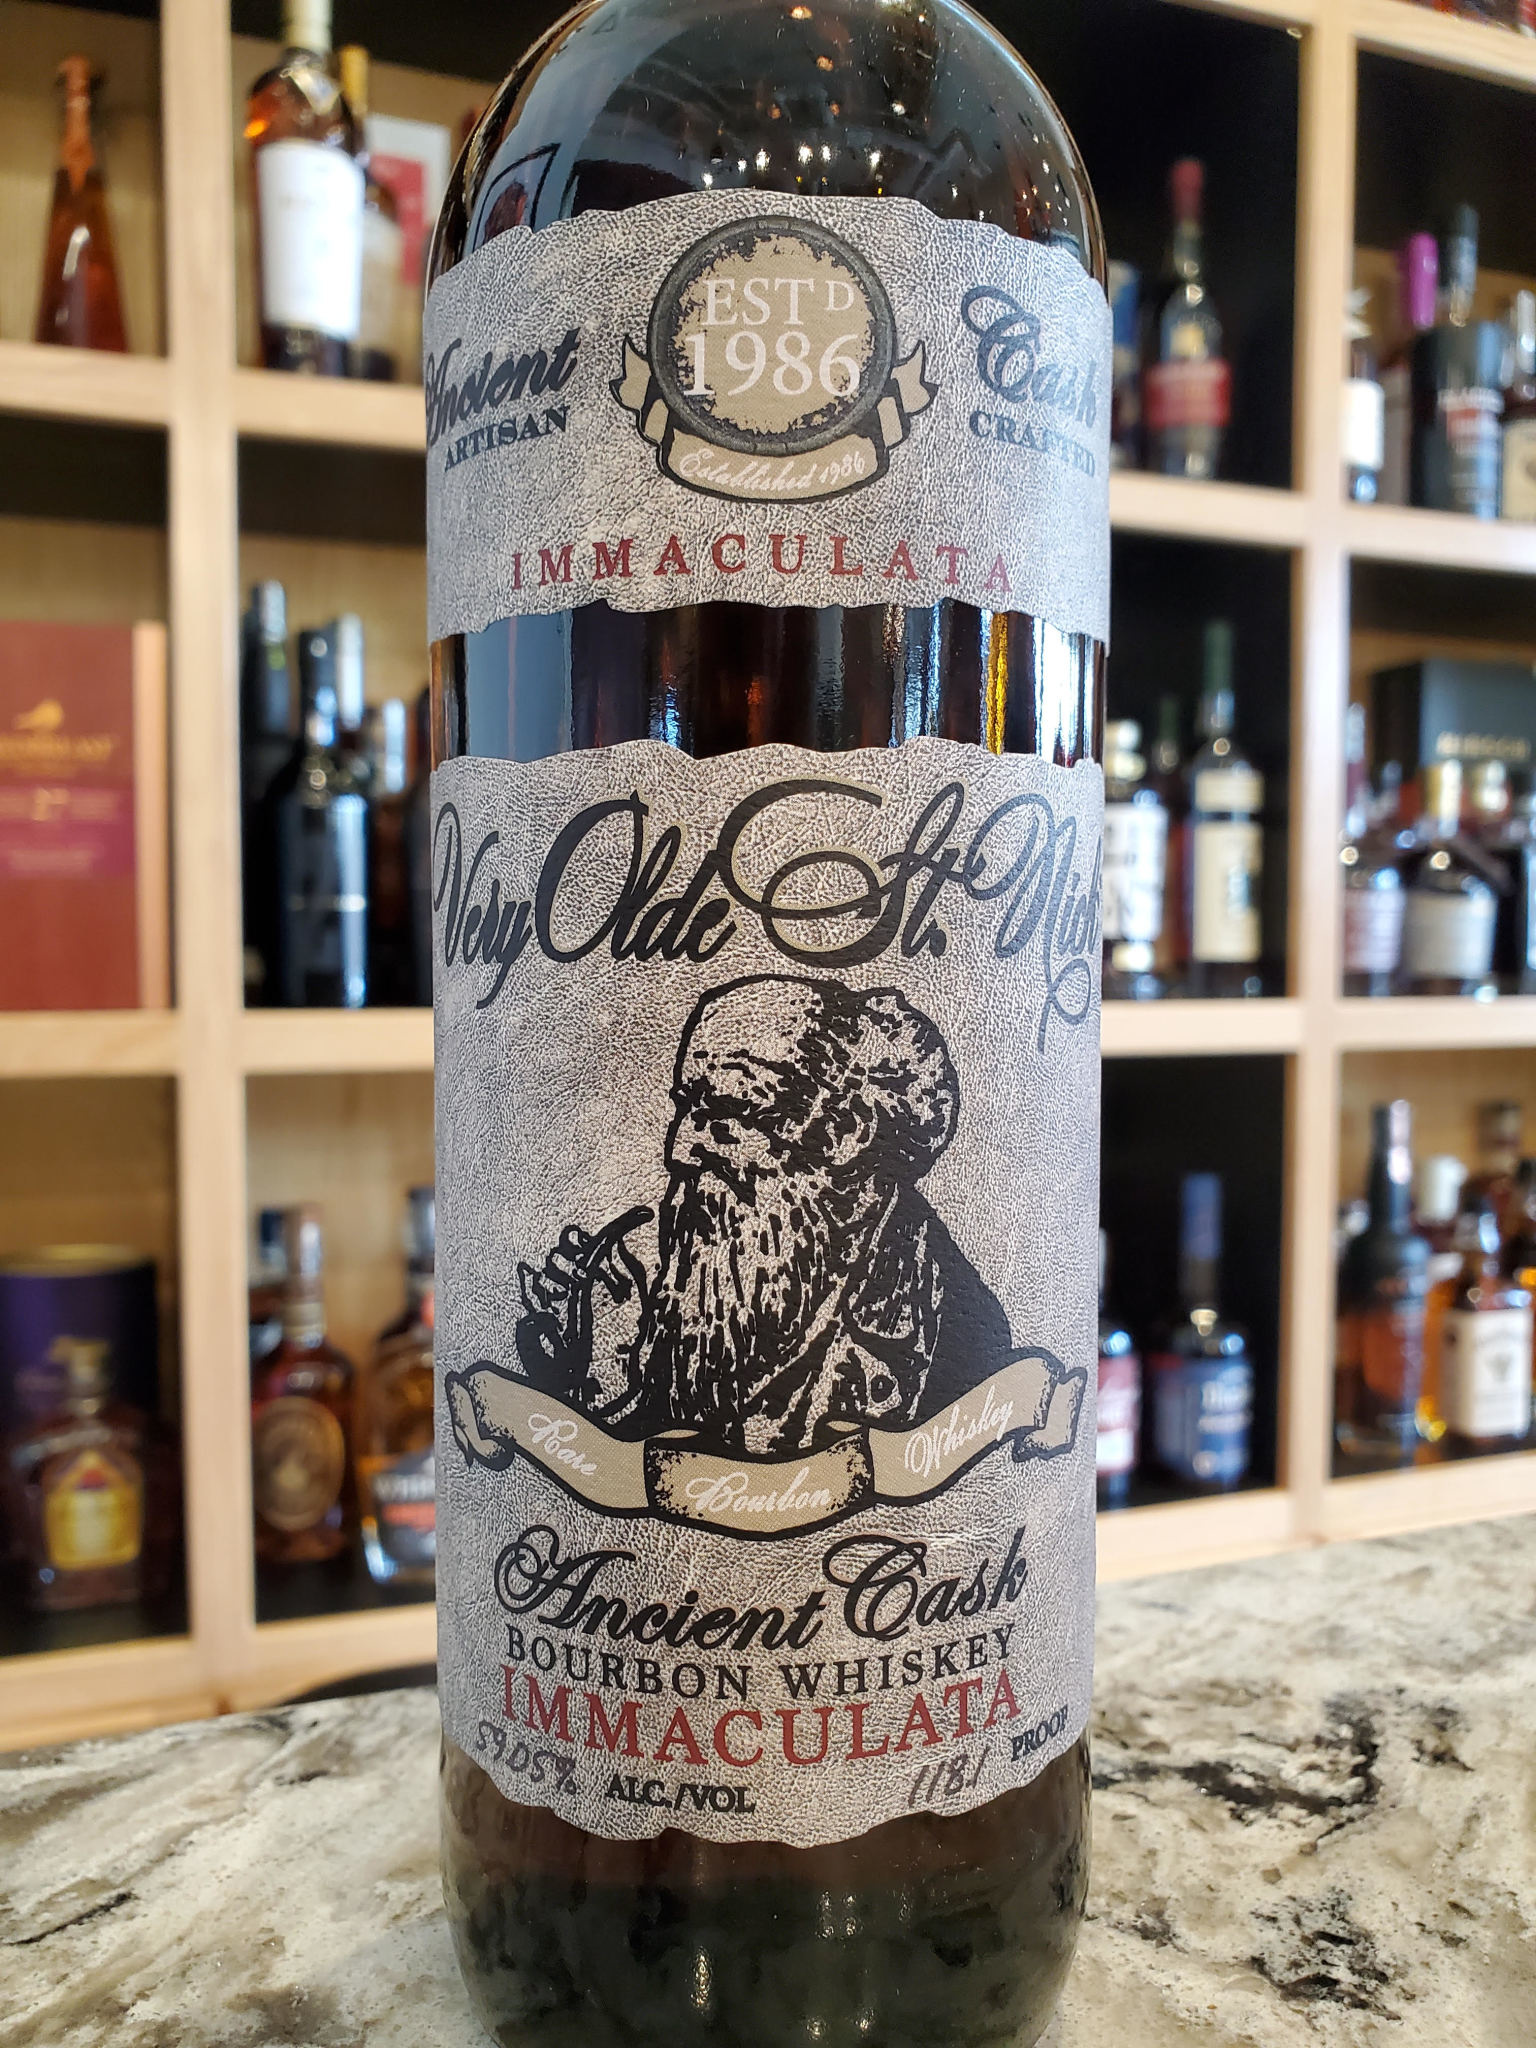 EST D
1986
Ancient Cask
ARTISAN CRAFTED
Established 1986
IMMACULATA
Very Olde St. Nick
Rare Bourbon Whiskey
Ancient Cask
BOURBON WHISKEY
IMMACULATA
59.05% ALC./VOL 118.1 PROOF